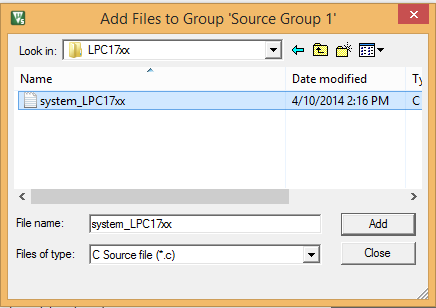 Add Files to Group 'Source Group 1'
Look in: LPC17xx
Name Date modified Ty
system_LPC17xx 4/10/2014 2:16 PM C
File name: system_LPC17xx Add
Files of type: C Source file (*.c) Close